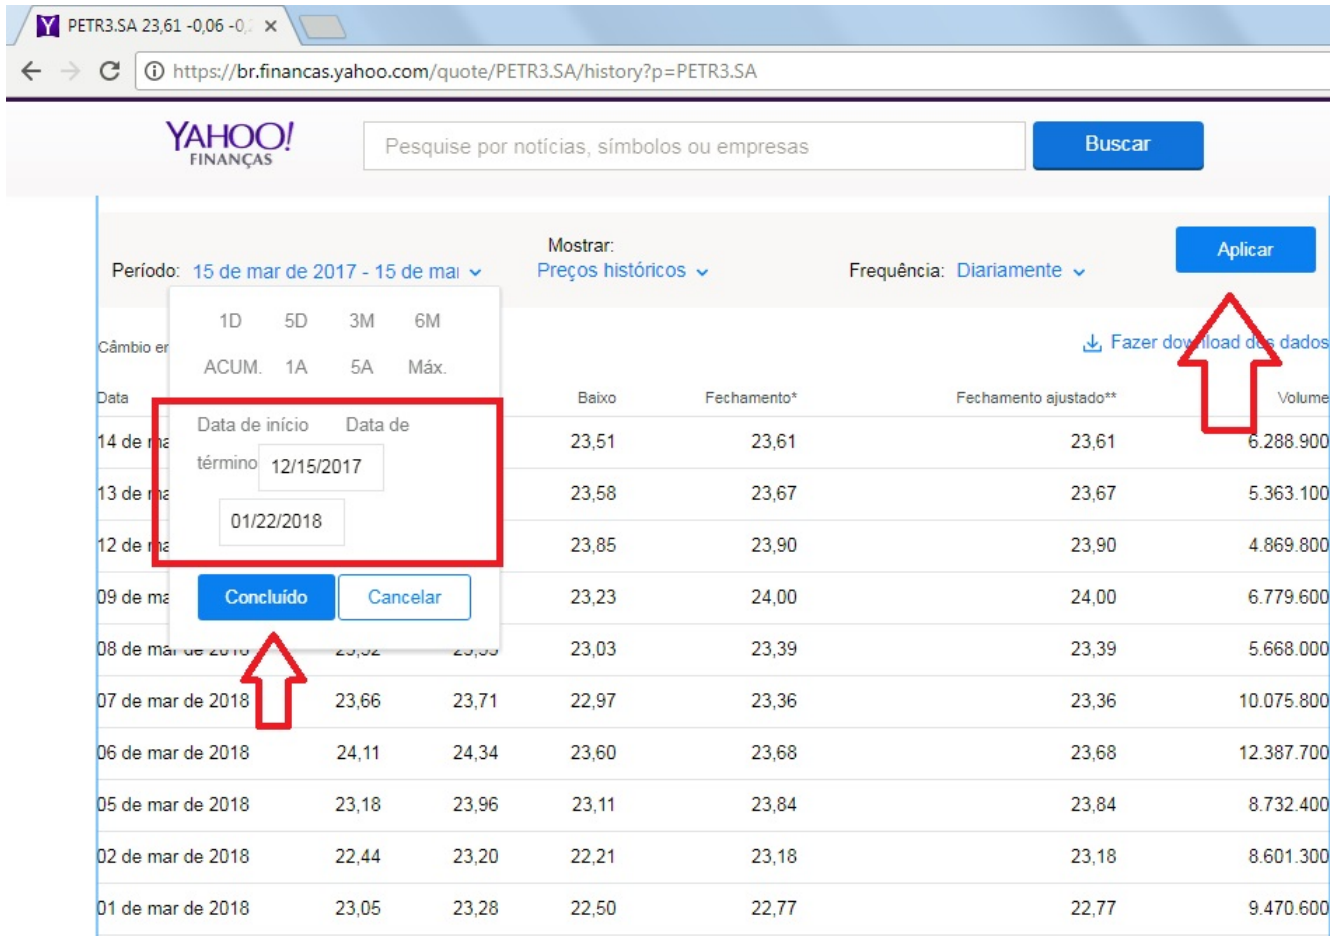 PETR3.SA 23,61 -0,06 -0,
https://br.financas.yahoo.com/quote/PETR3.SA/history?p=PETR3.SA
YAHOO!
FINANÇAS
Pesquise por notícias, símbolos ou empresas
Buscar
Período: 15 de mar de 2017 - 15 de mar
Mostrar:
Preços históricos
Frequência: Diariamente
Aplicar
1D 5D 3M 6M
ACUM. 1A 5A Máx.
Data de início Data de
término 12/15/2017
01/22/2018
Concluído Cancelar
Câmbio em
Fazer download dos dados
Data Baixo Fechamento* Fechamento ajustado** Volume
14 de ma 23,51 23,61 23,61 6.288.900
13 de ma 23,58 23,67 23,67 5.363.100
12 de ma 23,85 23,90 23,90 4.869.800
09 de ma 23,23 24,00 24,00 6.779.600
08 de mar de 2018 23,03 23,39 23,39 5.668.000
07 de mar de 2018 23,66 23,71 22,97 23,36 23,36 10.075.800
06 de mar de 2018 24,11 24,34 23,60 23,68 23,68 12.387.700
05 de mar de 2018 23,18 23,96 23,11 23,84 23,84 8.732.400
02 de mar de 2018 22,44 23,20 22,21 23,18 23,18 8.601.300
01 de mar de 2018 23,05 23,28 22,50 22,77 22,77 9.470.600